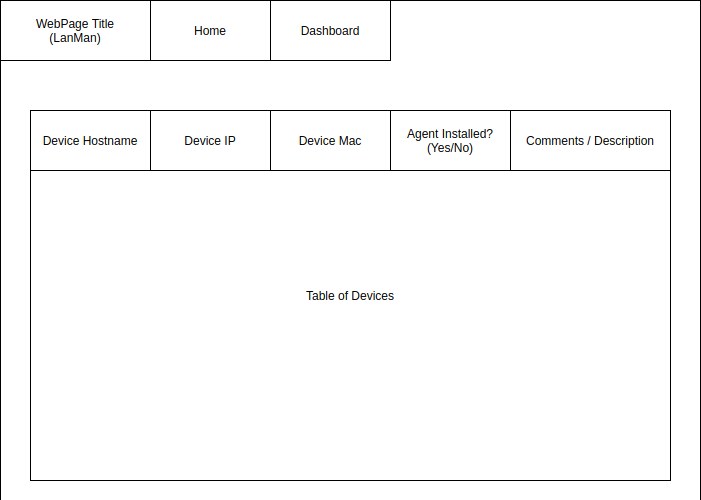 WebPage Title
(LanMan)
Home
Dashboard
Device Hostname
Device IP
Device Mac
Agent Installed?
(Yes/No)
Comments / Description
Table of Devices